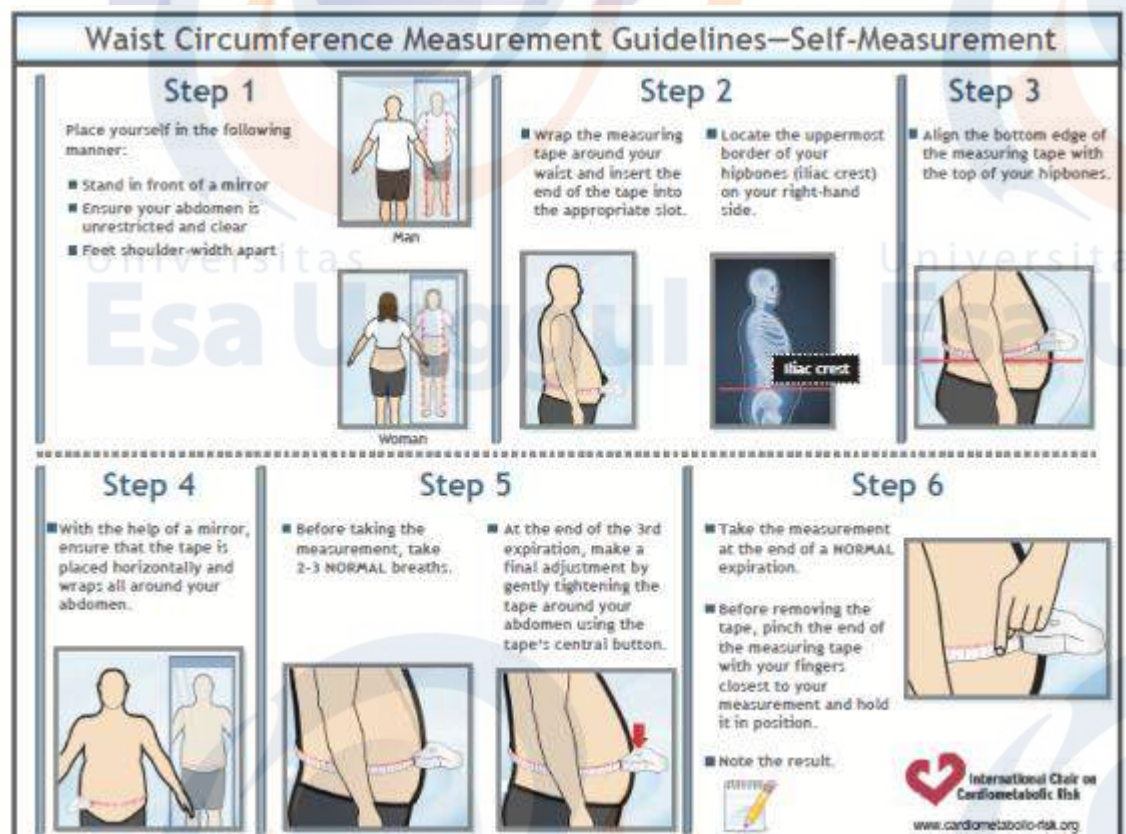 Waist Circumference Measurement Guidelines—Self-Measurement
Step 1
Place yourself in the following
manner:
■ Stand in front of a mirror
■ Ensure your abdomen is
unrestricted and clear
■ Feet shoulder-width apart
Man
Woman
Step 2
■ Wrap the measuring
tape around your
waist and insert the
end of the tape into
the appropriate slot.
■ Locate the uppermost
border of your
hipbones (iliac crest)
on your right-hand
side.
Iliac crest
Step 3
■ Align the bottom edge of
the measuring tape with
the top of your hipbones.
Universitas
Esa Unggul
Universita
Esa U
Step 4
■ With the help of a mirror,
ensure that the tape is
placed horizontally and
wraps all around your
abdomen.
Step 5
■ Before taking the
measurement, take
2-3 NORMAL breaths.
■ At the end of the 3rd
expiration, make a
final adjustment by
gently tightening the
tape around your
abdomen using the
tape's central button.
Step 6
■ Take the measurement
at the end of a NORMAL
expiration.
■ Before removing the
tape, pinch the end of
the measuring tape
with your fingers
closest to your
measurement and hold
it in position.
■ Note the result.
International Chair on
Cardiometabolic Risk
www.cardiometabolic-risk.org